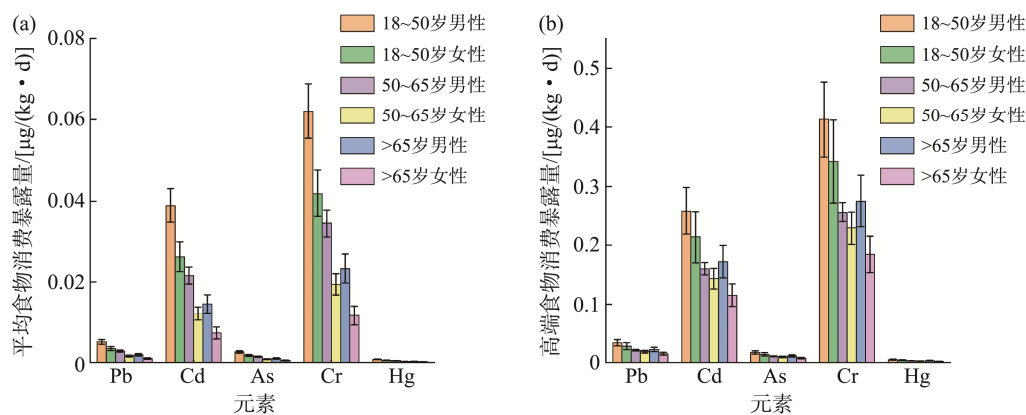 (a)
平均食物消费暴露量/[μg/(kg·d)]
0.08
0.06
0.04
0.02
0
18~50岁男性
18~50岁女性
50~65岁男性
50~65岁女性
>65岁男性
>65岁女性
Pb Cd As Cr Hg
元素
(b)
高端食物消费暴露量/[μg/(kg·d)]
0.5
0.4
0.3
0.2
0.1
0
18~50岁男性
18~50岁女性
50~65岁男性
50~65岁女性
>65岁男性
>65岁女性
Pb Cd As Cr Hg
元素